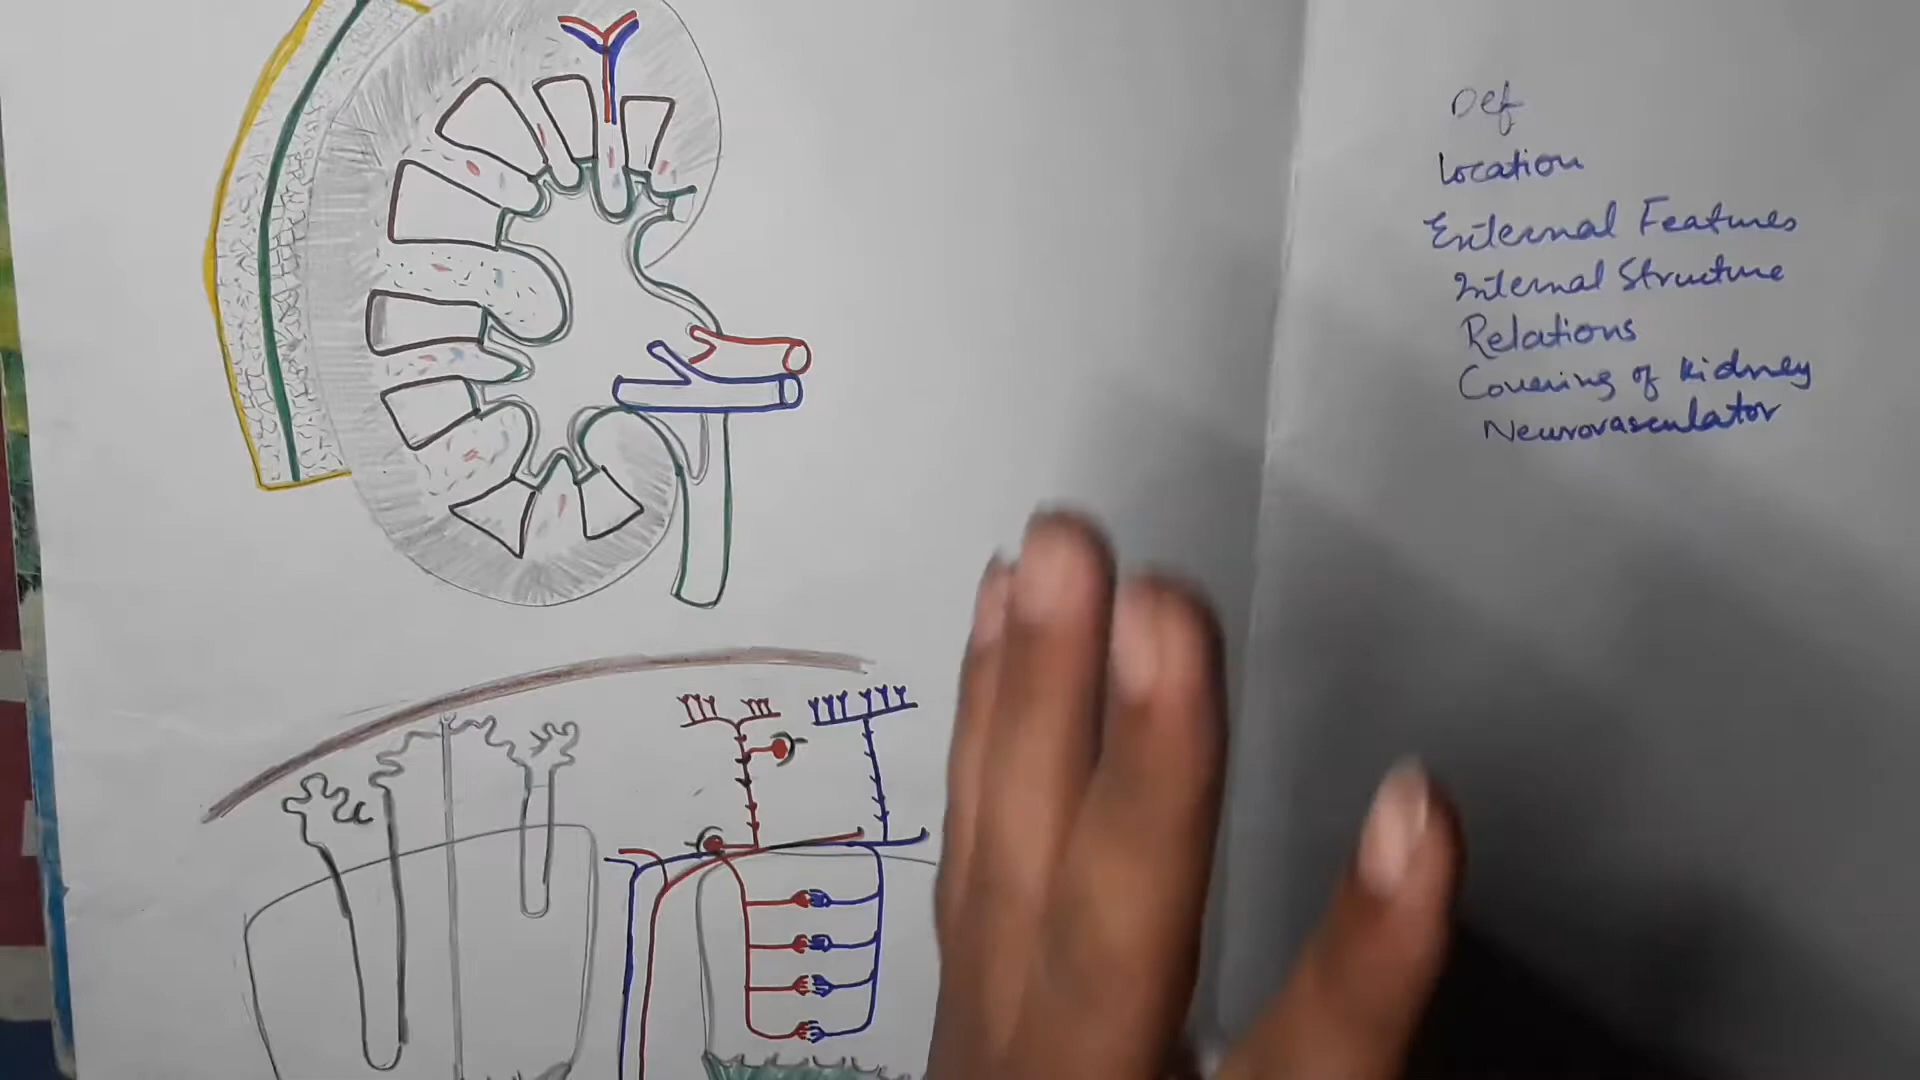 Def
Location
External Features
Internal Structure
Relations
Covering of kidney
Neurovasculator